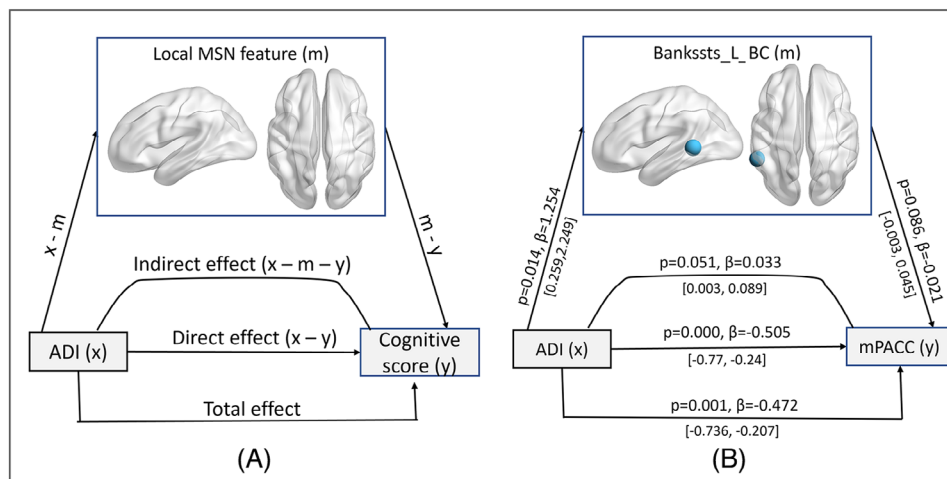 Local MSN feature (m)
x - m
m - y
Indirect effect (x – m – y)
Direct effect (x – y)
ADI (x)
Cognitive
score (y)
Total effect
(A)
Bankssts_L_BC (m)
p=0.014, β=1.254
[0.259,2.249]
p=0.086, β=-0.021
[-0.003, 0.045]
p=0.051, β=0.033
[0.003, 0.089]
p=0.000, β=-0.505
[-0.77, -0.24]
ADI (x)
mPACC (y)
p=0.001, β=-0.472
[-0.736, -0.207]
(B)